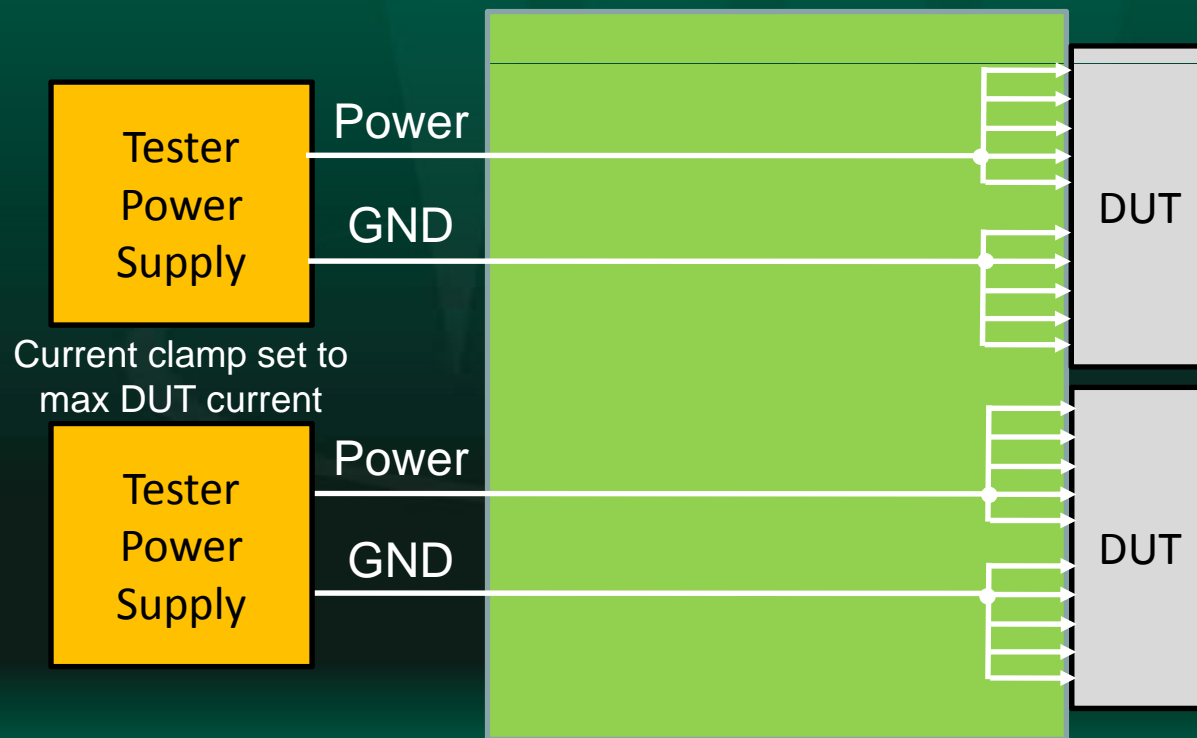 Tester
Power
Supply
Power
GND
DUT
Current clamp set to
max DUT current
Tester
Power
Supply
Power
GND
DUT